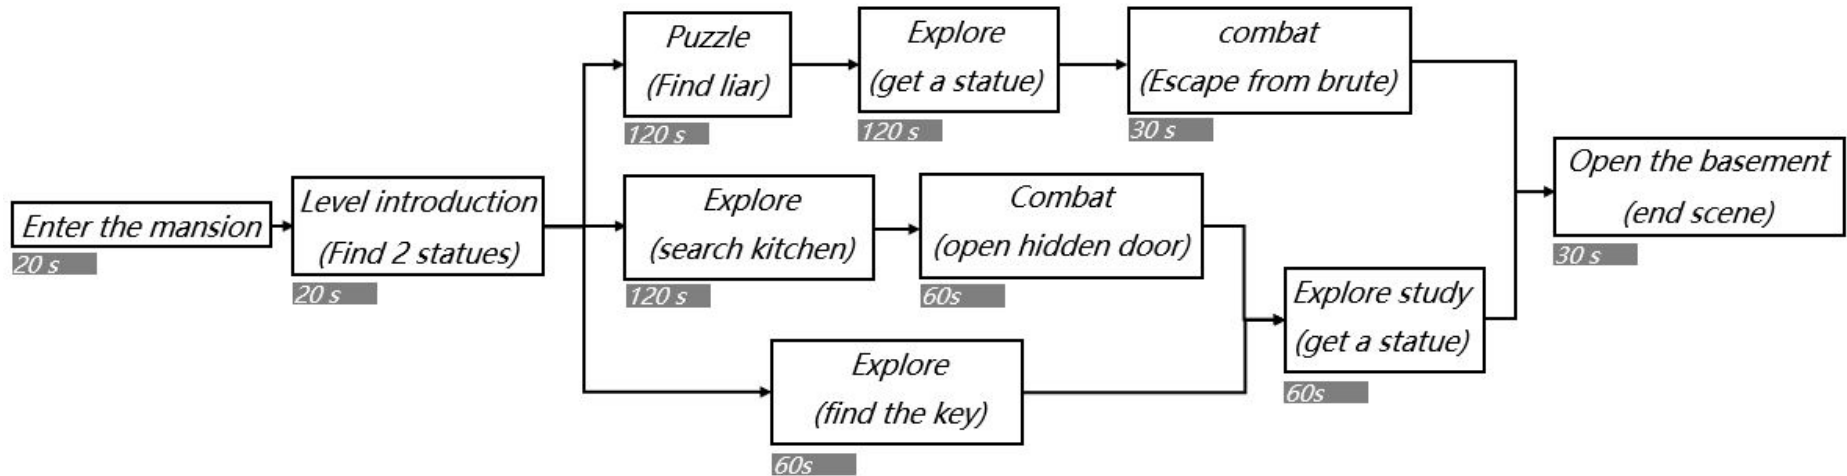 Enter the mansion
20 s
Level introduction
(Find 2 statues)
20 s
Puzzle
(Find liar)
120 s
Explore
(get a statue)
120 s
combat
(Escape from brute)
30 s
Explore
(search kitchen)
120 s
Combat
(open hidden door)
60s
Explore
(find the key)
60s
Explore study
(get a statue)
60s
Open the basement
(end scene)
30 s